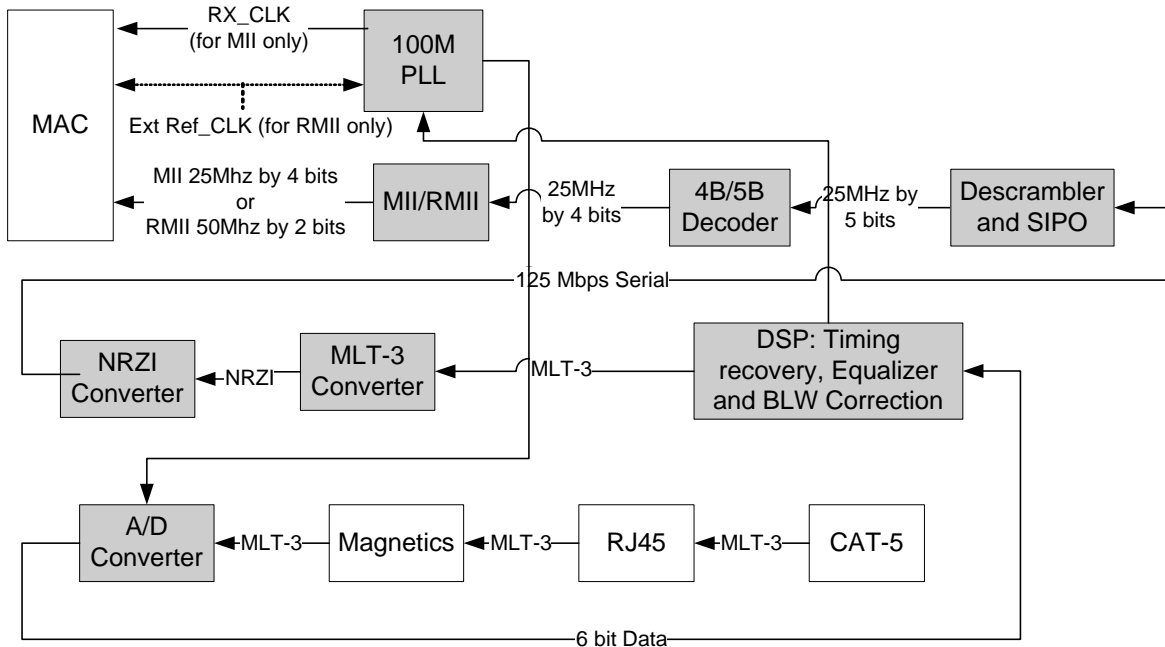 RX_CLK
(for MII only)
100M
PLL
MAC
Ext Ref_CLK (for RMII only)
MII 25Mhz by 4 bits
or
RMII 50Mhz by 2 bits
MII/RMII
25MHz
by 4 bits
4B/5B
Decoder
25MHz by
5 bits
Descrambler
and SIPO
125 Mbps Serial
NRZI
Converter
NRZI
MLT-3
Converter
MLT-3
DSP: Timing
recovery, Equalizer
and BLW Correction
A/D
Converter
MLT-3
Magnetics
MLT-3
RJ45
MLT-3
CAT-5
6 bit Data